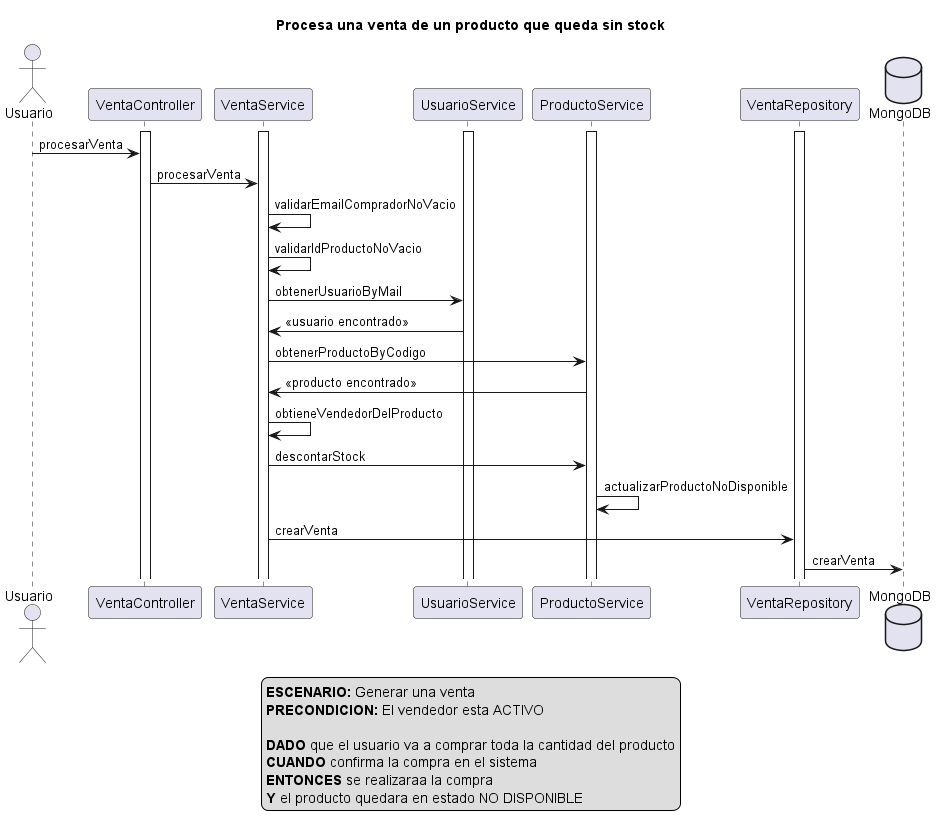 Procesa una venta de un producto que queda sin stock
Usuario
VentaController
VentaService
UsuarioService
ProductoService
VentaRepository
MongoDB
procesarVenta
procesarVenta
validarEmailCompradorNoVacio
validarIdProductoNoVacio
obtenerUsuarioByMail
«usuario encontrado»
obtenerProductoByCodigo
«producto encontrado»
obtieneVendedorDelProducto
descontarStock
actualizarProductoNoDisponible
crearVenta
crearVenta
Usuario
VentaController
VentaService
UsuarioService
ProductoService
VentaRepository
MongoDB
ESCENARIO: Generar una venta
PRECONDICION: El vendedor esta ACTIVO
DADO que el usuario va a comprar toda la cantidad del producto
CUANDO confirma la compra en el sistema
ENTONCES se realizaraa la compra
Y el producto quedara en estado NO DISPONIBLE